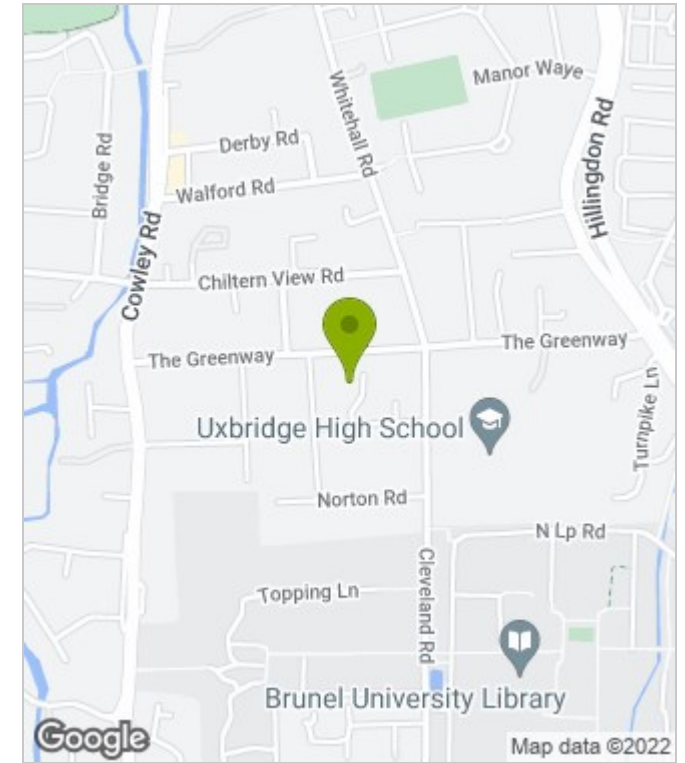 Manor Waye
Whitehall Rd
Derby Rd
Hillingdon Rd
Bridge Rd
Walford Rd
Cowley Rd
Chiltern View Rd
The Greenway
The Greenway
Turnpike Ln
Uxbridge High School
Norton Rd
N Lp Rd
Cleveland Rd
Topping Ln
Brunel University Library
Google
Map data ©2022